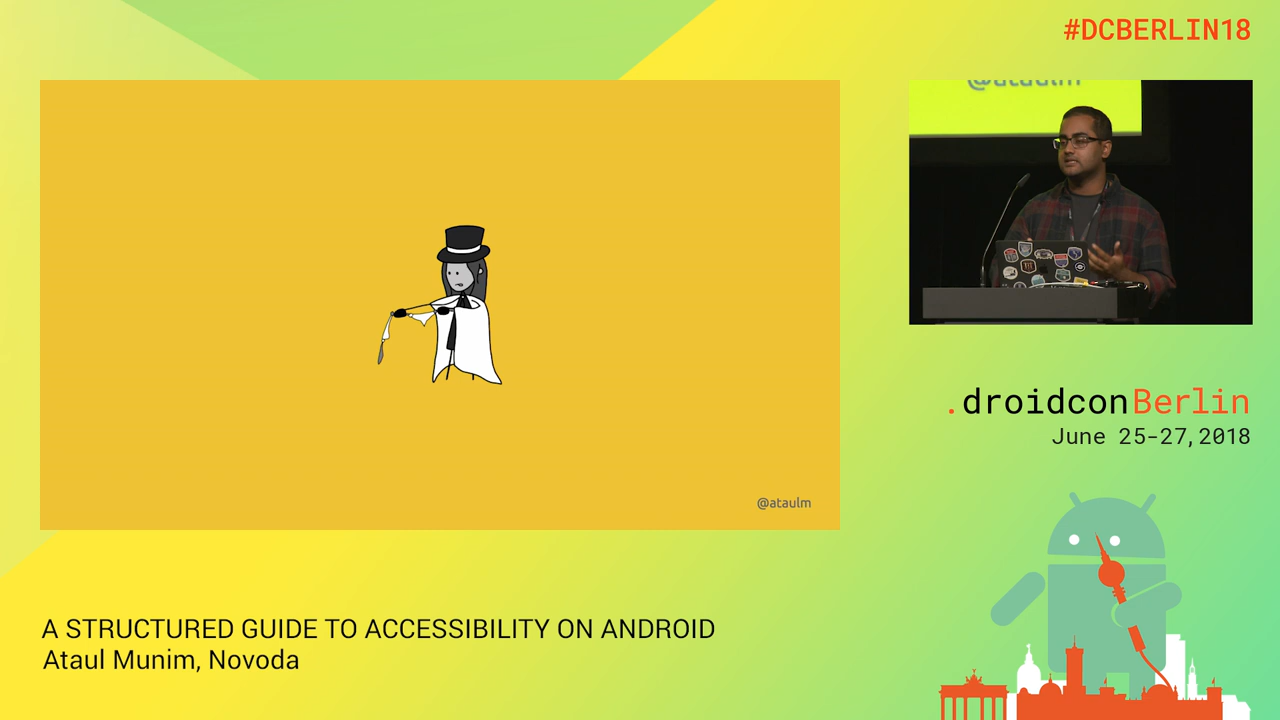 #DCBERLIN18
@ataulm
@ataulm
.droidconBerlin
June 25-27, 2018
A STRUCTURED GUIDE TO ACCESSIBILITY ON ANDROID
Ataul Munim, Novoda